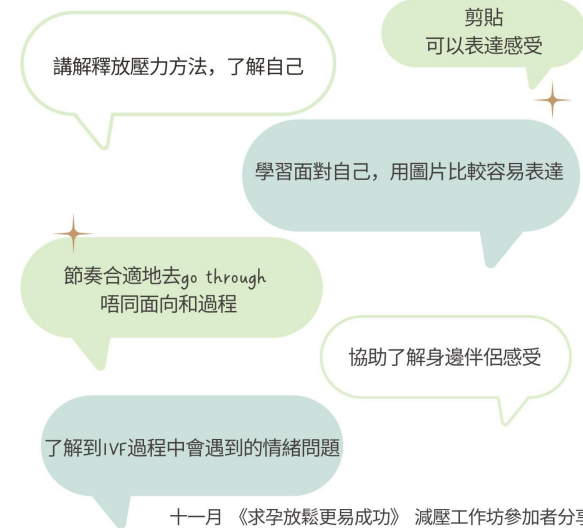 剪貼
可以表達感受
講解釋放壓力方法，了解自己
學習面對自己，用圖片比較容易表達
節奏合適地去go through
唔同面向和過程
協助了解身邊伴侶感受
了解到IVF過程中會遇到的情緒問題
十一月 《求孕放鬆更易成功》 減壓工作坊參加者分享